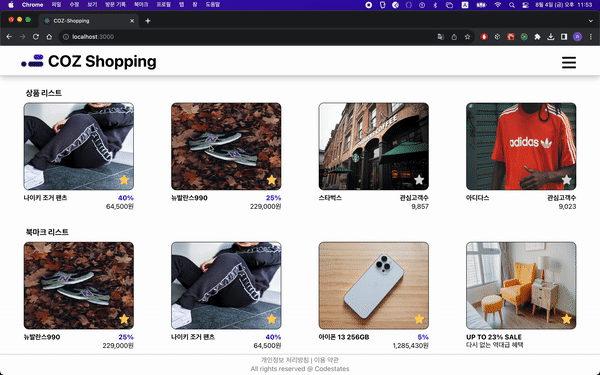 Chrome 파일 수정 보기 방문 기록 북마크 프로필 탭 창 도움말 8월 4일 (금) 오후 11:53
COZ-Shopping
localhost:3000
COZ Shopping
상품 리스트
COFFEE
adidas
나이키 조거 팬츠 40%
64,500원
뉴발란스990 25%
229,000원
스타벅스 관심고객수
9,857
아디다스 관심고객수
9,023
북마크 리스트
뉴발란스990 25%
229,000원
나이키 조거 팬츠 40%
64,500원
아이폰 13 256GB 5%
1,285,430원
UP TO 23% SALE
다시 없는 역대급 혜택
개인정보 처리방침 | 이용 약관
All rights reserved @ Codestates